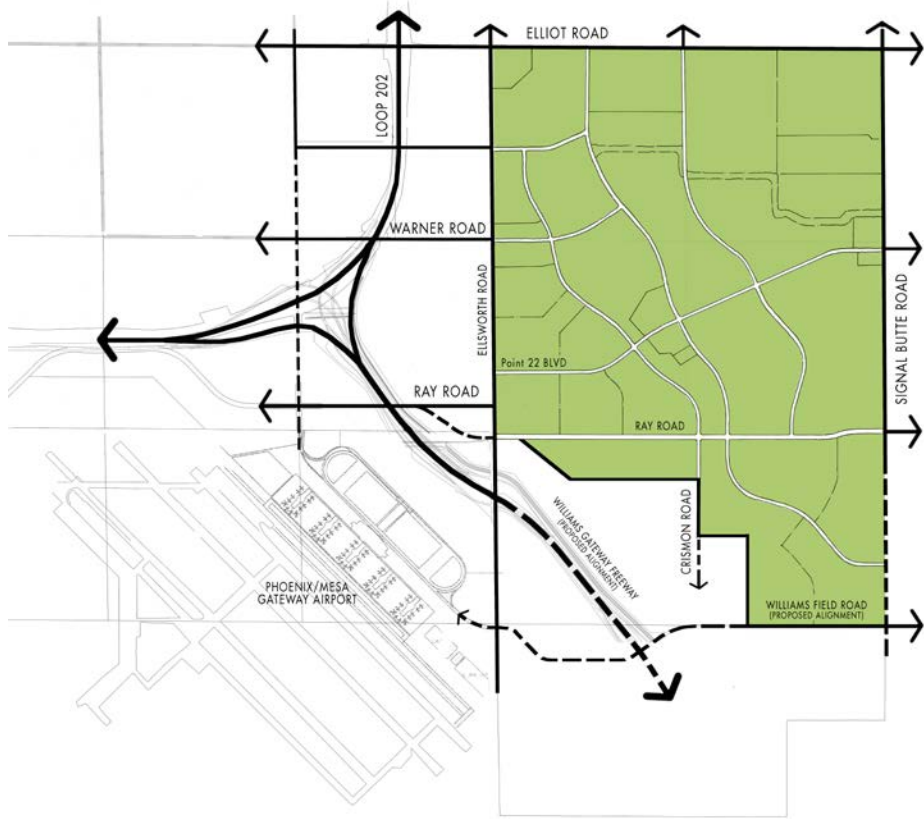 ELLIOT ROAD
LOOP 202
WARNER ROAD
ELLSWORTH ROAD
SIGNAL BUTTE ROAD
Point 22 BLVD
RAY ROAD
RAY ROAD
WILLIAMS GATEWAY FREEWAY
(PROPOSED ALIGNMENT)
CRISMON ROAD
PHOENIX/MESA
GATEWAY AIRPORT
WILLIAMS FIELD ROAD
(PROPOSED ALIGNMENT)